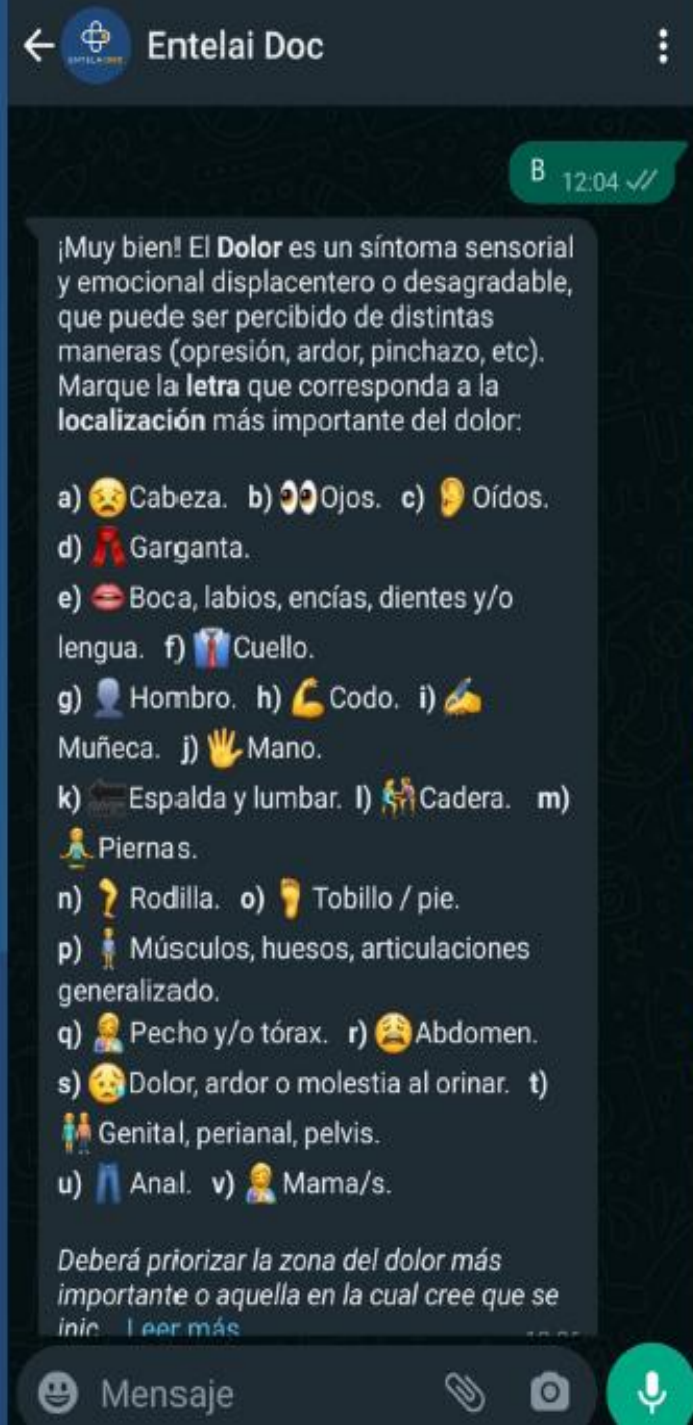 Entelai Doc
B 12:04
¡Muy bien! El Dolor es un síntoma sensorial
y emocional displacentero o desagradable,
que puede ser percibido de distintas
maneras (opresión, ardor, pinchazo, etc).
Marque la letra que corresponda a la
localización más importante del dolor:
a) 😣Cabeza. b) 👀Ojos. c) 👂Oídos.
d) 🧣Garganta.
e) 👄Boca, labios, encías, dientes y/o
lengua. f) 👔Cuello.
g) 👤Hombro. h) 💪Codo. i) ✍
Muñeca. j) 🖐Mano.
k) 🔙Espalda y lumbar. l) Cadera. m)
Piernas.
n) 🦵Rodilla. o) 🦶Tobillo / pie.
p) 🧍Músculos, huesos, articulaciones
generalizado.
q) Pecho y/o tórax. r) 😩Abdomen.
s) 😥Dolor, ardor o molestia al orinar. t)
Genital, perianal, pelvis.
u) 👖Anal. v) Mama/s.
Deberá priorizar la zona del dolor más
importante o aquella en la cual cree que se
inic... Leer más
Mensaje